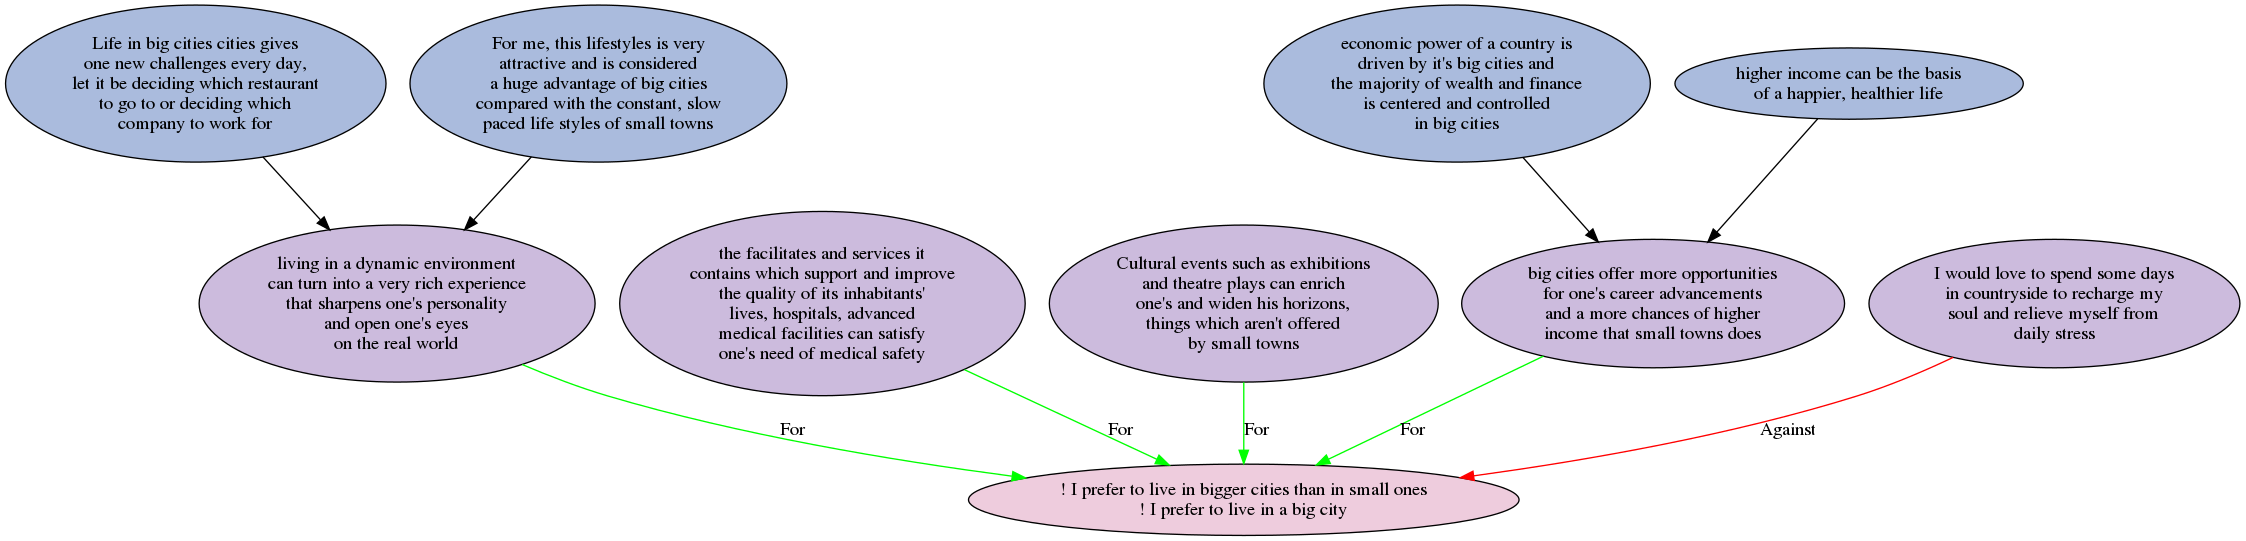 Life in big cities cities gives
one new challenges every day,
let it be deciding which restaurant
to go to or deciding which
company to work for
For me, this lifestyles is very
attractive and is considered
a huge advantage of big cities
compared with the constant, slow
paced life styles of small towns
economic power of a country is
driven by it's big cities and
the majority of wealth and finance
is centered and controlled
in big cities
higher income can be the basis
of a happier, healthier life
living in a dynamic environment
can turn into a very rich experience
that sharpens one's personality
and open one's eyes
on the real world
the facilitates and services it
contains which support and improve
the quality of its inhabitants'
lives, hospitals, advanced
medical facilities can satisfy
one's need of medical safety
Cultural events such as exhibitions
and theatre plays can enrich
one's and widen his horizons,
things which aren't offered
by small towns
big cities offer more opportunities
for one's career advancements
and a more chances of higher
income that small towns does
I would love to spend some days
in countryside to recharge my
soul and relieve myself from
daily stress
For
For
For
For
Against
! I prefer to live in bigger cities than in small ones
! I prefer to live in a big city